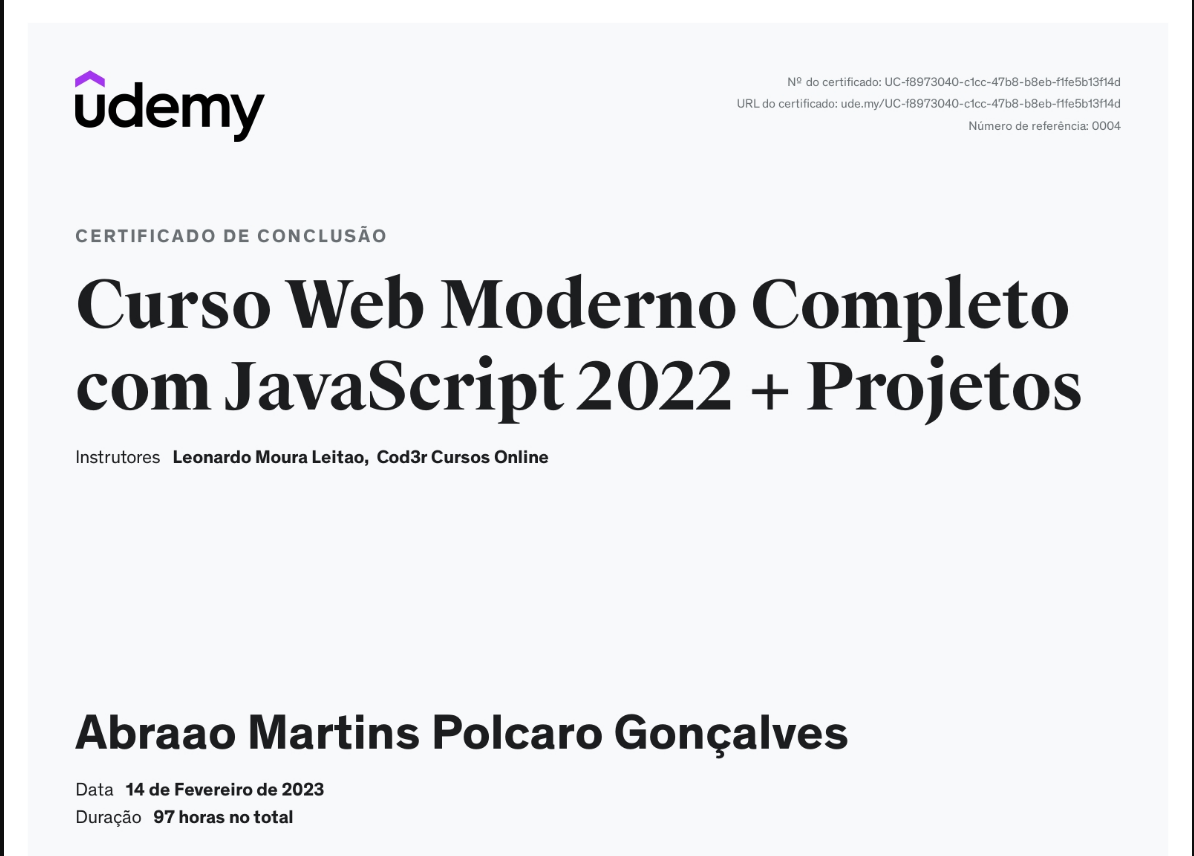 udemy
Nº do certificado: UC-f8973040-c1cc-47b8-b8eb-f1fe5b13f14d
URL do certificado: ude.my/UC-f8973040-c1cc-47b8-b8eb-f1fe5b13f14d
Número de referência: 0004
CERTIFICADO DE CONCLUSÃO
Curso Web Moderno Completo
com JavaScript 2022 + Projetos
Instrutores Leonardo Moura Leitao, Cod3r Cursos Online
Abraao Martins Polcaro Gonçalves
Data 14 de Fevereiro de 2023
Duração 97 horas no total